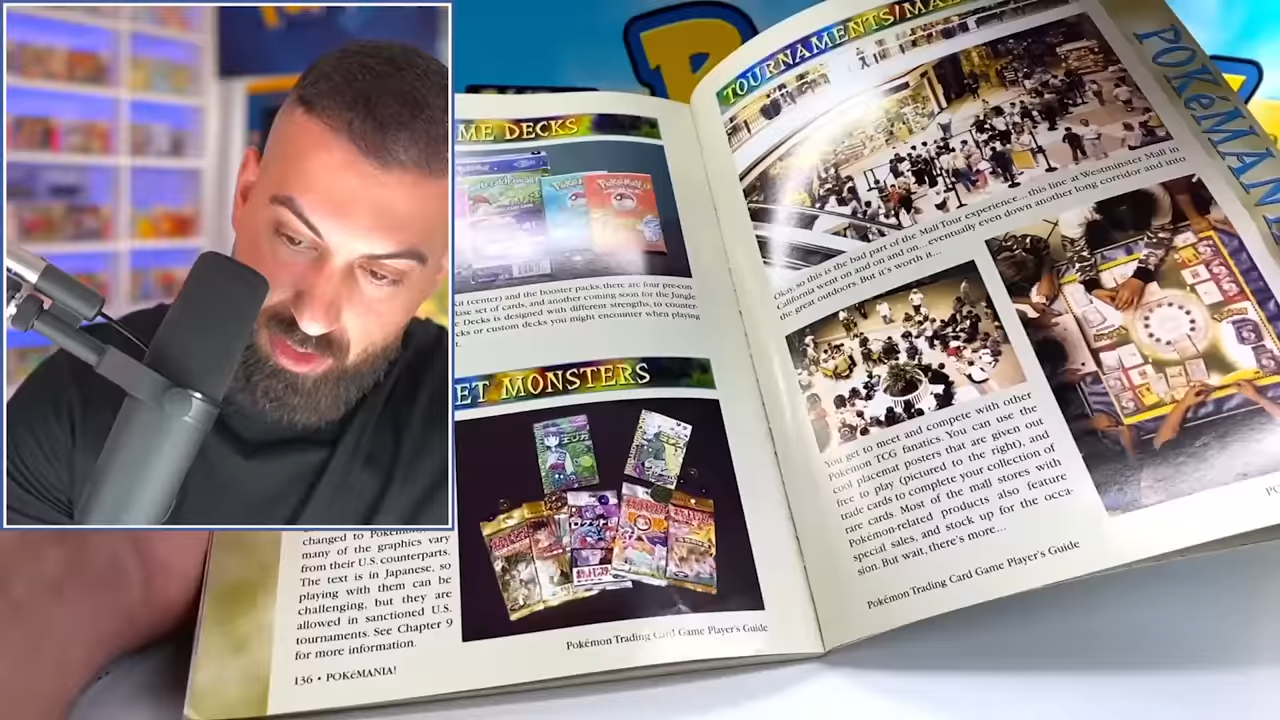 ME DECKS
Kit (center) and the booster packs, there are four pre-con
ase set of cards, and another coming soon for the Jungle
e Decks is designed with different strengths, to counter
cks or custom decks you might encounter when playing
t.
ET MONSTERS
changed to Pokémon
many of the graphics vary
from their U.S. counterparts.
The text is in Japanese, so
playing with them can be
challenging, but they are
allowed in sanctioned U.S.
tournaments. See Chapter 9
for more information.
136 • POKéMANIA!
Pokémon Trading Card Game Player's Guide
TOURNAMENTS/MA
POKéMAN
Okay, so this is the bad part of the Mall Tour experience... this line at Westminster Mall in
California went on and on and on...eventually even down another long corridor and into
the great outdoors. But it's worth it...
You get to meet and compete with other
Pokémon TCG fanatics. You can use the
cool placemat posters that are given out
free to play (pictured to the right), and
trade cards to complete your collection of
rare cards. Most of the mall stores with
Pokémon-related products also feature
special sales, and stock up for the occa-
sion. But wait, there's more...
Pokémon Trading Card Game Player's Guide